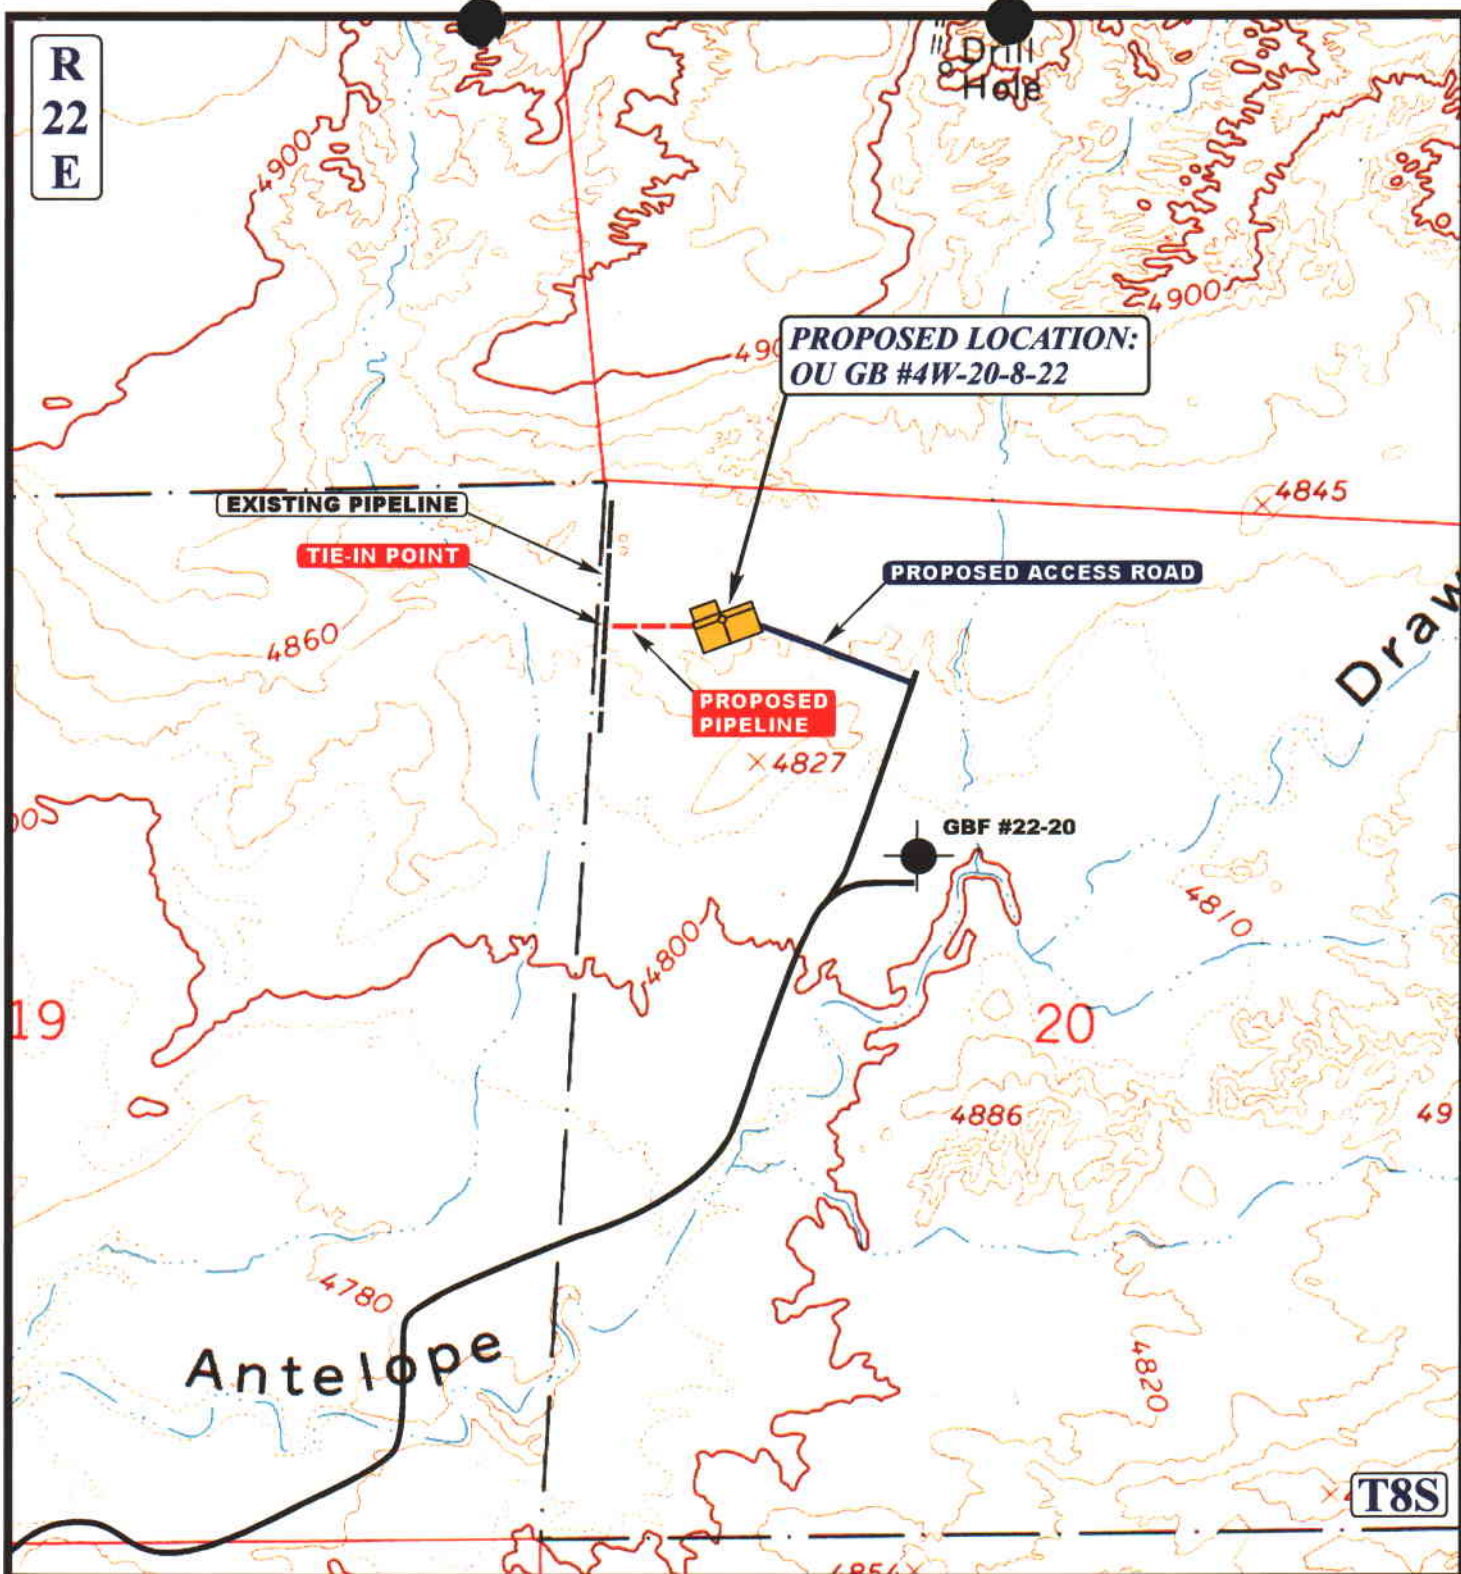 R
22
E
Drill
Hole
4900
4900
PROPOSED LOCATION:
OU GB #4W-20-8-22
4845
EXISTING PIPELINE
TIE-IN POINT
PROPOSED ACCESS ROAD
Draw
4860
PROPOSED
PIPELINE
4827
GBF #22-20
4810
4800
19
20
4886
49
4780
Antelope
4820
T8S
4854